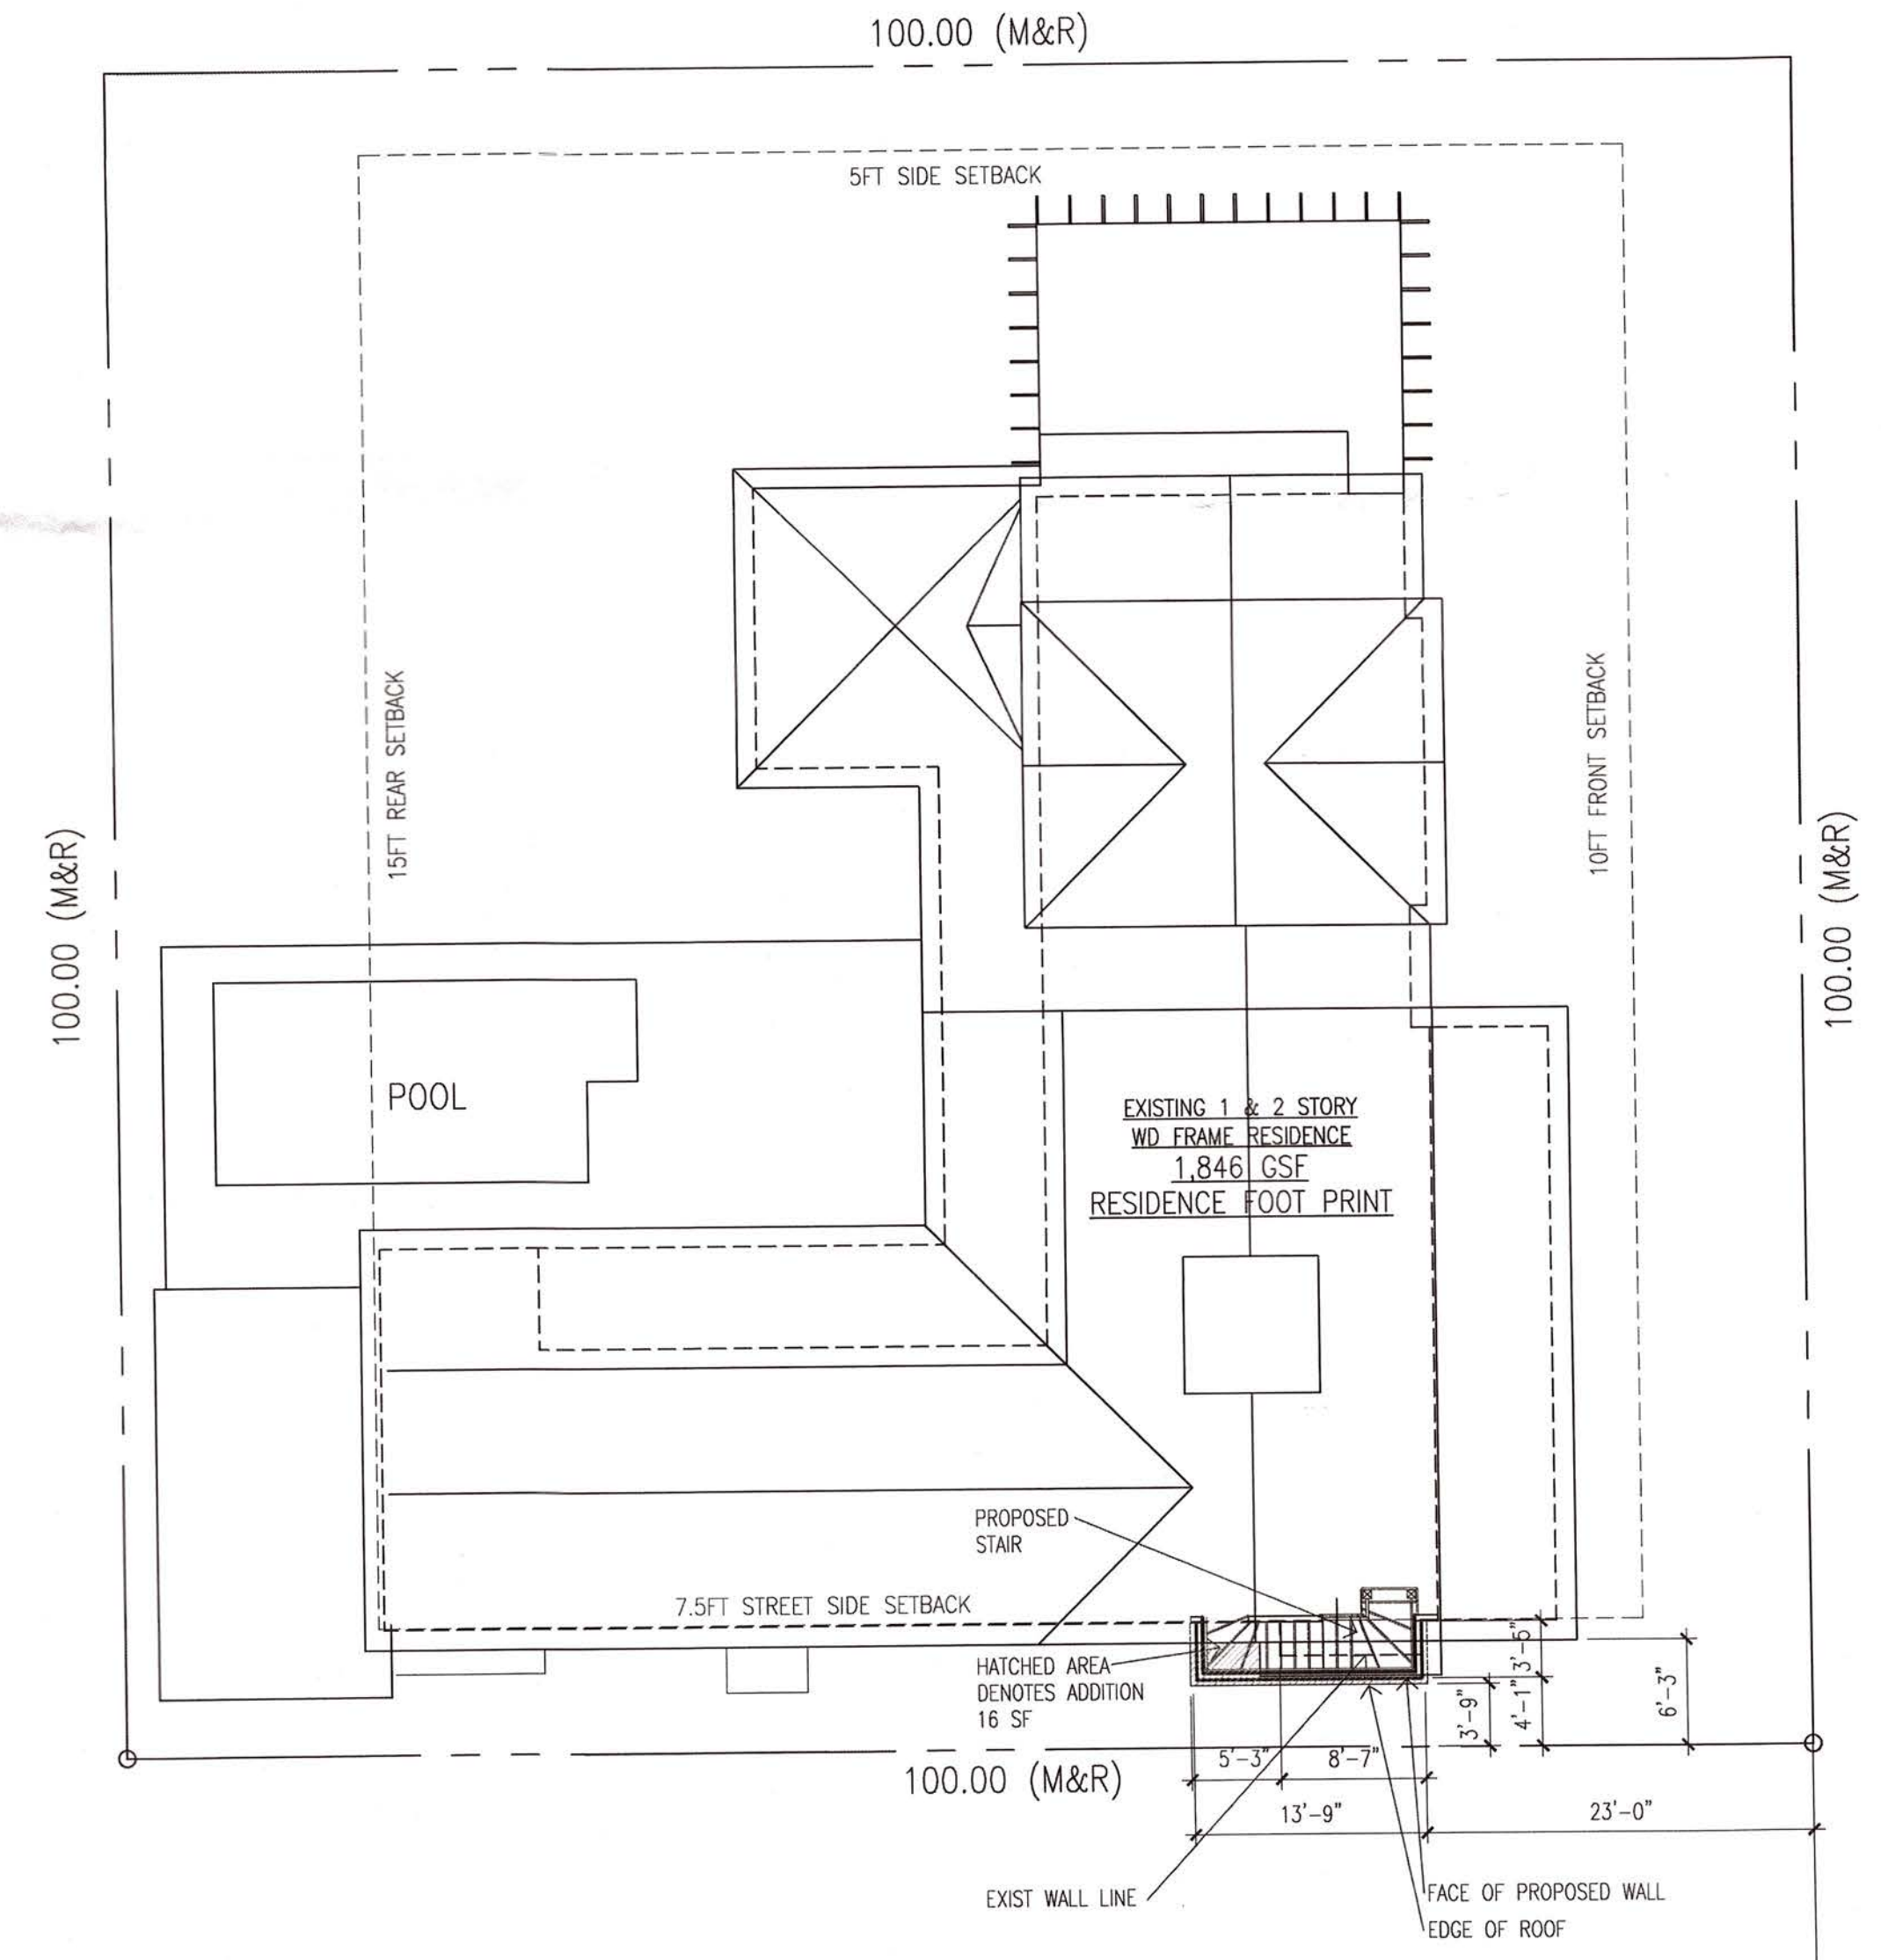 100.00 (M&R)
5FT SIDE SETBACK
15FT REAR SETBACK
10FT FRONT SETBACK
100.00 (M&R)
100.00 (M&R)
POOL
EXISTING 1 & 2 STORY
WD FRAME RESIDENCE
1,846 GSF
RESIDENCE FOOT PRINT
PROPOSED
STAIR
7.5FT STREET SIDE SETBACK
HATCHED AREA
DENOTES ADDITION
16 SF
3'-5"
3'-9"
4'-1"
6'-3"
5'-3"
8'-7"
100.00 (M&R)
13'-9"
23'-0"
EXIST WALL LINE
FACE OF PROPOSED WALL
EDGE OF ROOF